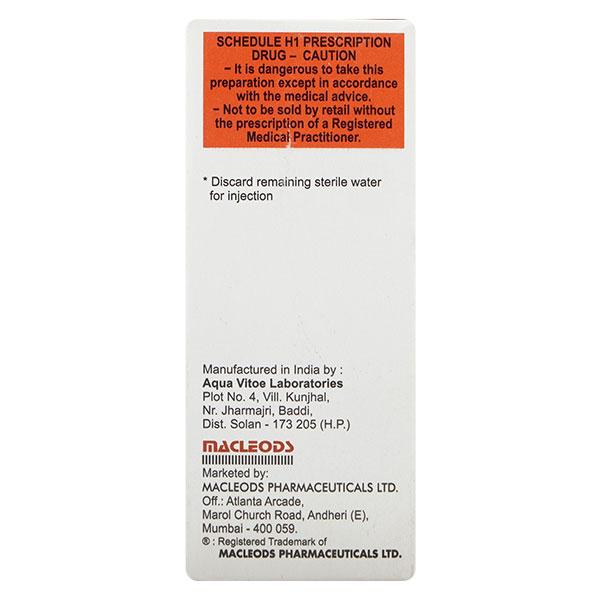 SCHEDULE H1 PRESCRIPTION
DRUG – CAUTION
– It is dangerous to take this
preparation except in accordance
with the medical advice.
– Not to be sold by retail without
the prescription of a Registered
Medical Practitioner.
* Discard remaining sterile water
for injection
Manufactured in India by :
Aqua Vitoe Laboratories
Plot No. 4, Vill. Kunjhal,
Nr. Jharmajri, Baddi,
Dist. Solan - 173 205 (H.P.)
MACLEODS
Marketed by:
MACLEODS PHARMACEUTICALS LTD.
Off.: Atlanta Arcade,
Marol Church Road, Andheri (E),
Mumbai - 400 059.
® : Registered Trademark of
MACLEODS PHARMACEUTICALS LTD.